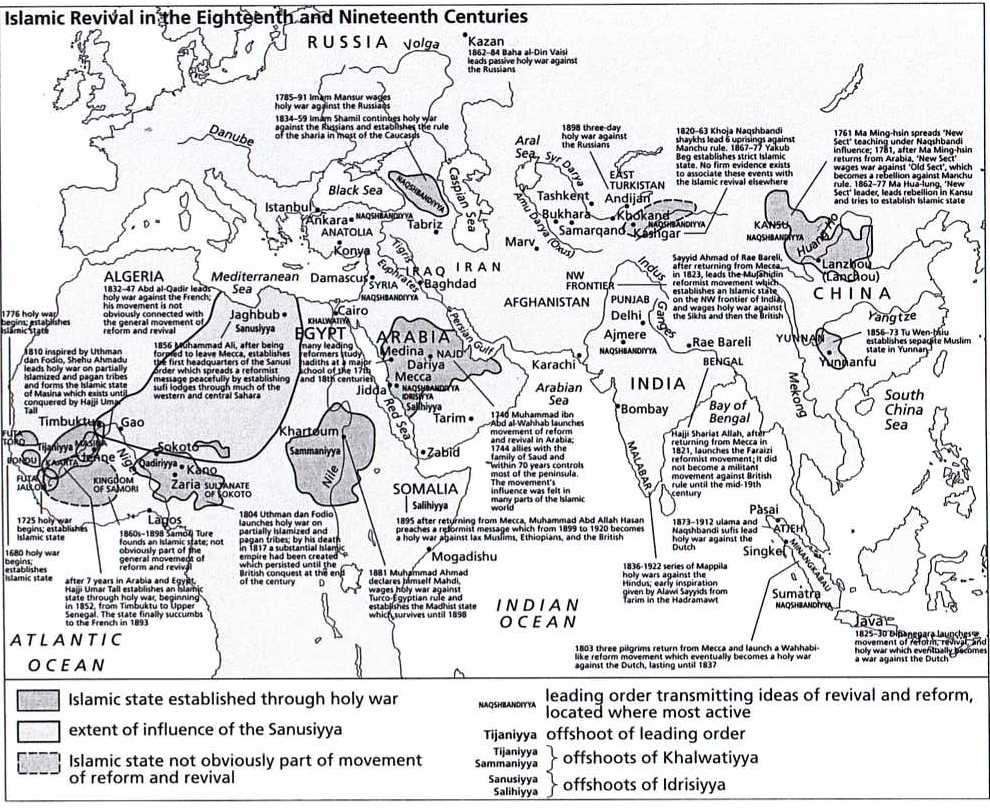 Islamic Revival in the Eighteenth and Nineteenth Centuries
RUSSIA
Volga
Kazan
1862–84 Baha al-Din Vaisi
leads passive holy war against
the Russians
1785–91 Imam Mansur wages
holy war against the Russians
1834–59 Imam Shamil continues holy war
against the Russians and establishes the rule
of the sharia in most of the Caucasus
Danube
Black Sea
NAQSHBANDIYYA
Caspian Sea
Istanbul
Ankara
NAQSHBANDIYYA
ANATOLIA
Tabriz
Konya
Tigris
Euphrates
IRAQ
IRAN
Baghdad
Damascus
SYRIA
NAQSHBANDIYYA
Mediterranean
Sea
Aral
Sea
Syr Darya
1898 three-day
holy war against
the Russians
1820–63 Khoja Naqshbandi
shaykhs lead 6 uprisings against
Manchu rule. 1867–77 Yakub
Beg establishes strict Islamic
state. No firm evidence exists
to associate these events with
the Islamic revival elsewhere
1761 Ma Ming-hsin spreads 'New
Sect' teaching under Naqshbandi
influence; 1781, after Ma Ming-hsin
returns from Arabia, 'New Sect'
wages war against 'Old Sect', which
becomes a rebellion against Manchu
rule. 1862–77 Ma Hua-lung, 'New
Sect' leader, leads rebellion in Kansu
and tries to establish Islamic state
EAST
TURKISTAN
Tashkent
Andijan
Amu Darya (Oxus)
Bukhara
Khokand
NAQSHBANDIYYA
Samarqand
Kashgar
Marv
KANSU
NAQSHBANDIYYA
Huang Ho
Lanzhou
(Lanchou)
CHINA
Yangtze
YUNNAN
Yunnanfu
1856–73 Tu Wen-hsiu
establishes separate Muslim
state in Yunnan
Sayyid Ahmad of Rae Bareli,
after returning from Mecca
in 1823, leads the Mujahidin
reformist movement which
establishes an Islamic state
on the NW frontier of India,
and wages holy war against
the Sikhs and then the British
NW
FRONTIER
Indus
AFGHANISTAN
PUNJAB
Delhi
Ganges
Ajmere
NAQSHBANDIYYA
Rae Bareli
BENGAL
Karachi
INDIA
Arabian
Sea
Bombay
Bay of
Bengal
Mekong
South
China
Sea
MALABAR
Hajji Shariat Allah, after
returning from Mecca in
1821, launches the Faraizi
reformist movement; it did
not become a militant
movement against British
rule until the mid-19th
century
ALGERIA
1832–47 Abd al-Qadir leads
holy war against the French;
his movement is not
obviously connected with
the general movement of
reform and revival
1776 holy war
begins; establishes
Islamic state
1810 inspired by Uthman
dan Fodio, Shehu Ahmadu
leads holy war on partially
Islamized and pagan tribes
and forms the Islamic state
of Masina which exists until
conquered by Hajji Umar
Tall
Jaghbub
Sanusiyya
1856 Muhammad Ali, after being
forced to leave Mecca, establishes
the first headquarters of the Sanusi
order which spreads a reformist
message peacefully by establishing
sufi lodges through much of the
western and central Sahara
Cairo
KHALWATIYYA
EGYPT
many leading
reformers study
hadiths at a major
school of the 17th
and 18th centuries
ARABIA
Persian Gulf
Medina
NAJD
Dariya
Mecca
NAQSHBANDIYYA
IDRISIYYA
Salihiyya
Jidda
Red Sea
Tarim
Zabid
1740 Muhammad ibn
Abd al-Wahhab launches
movement of reform
and revival in Arabia;
1744 allies with the
family of Saud and
within 70 years controls
most of the peninsula.
The movement's
influence was felt in
many parts of the Islamic
world
Timbuktu
Gao
FUTA
TORO
Tijaniyya
MASINA
BONDU
KAARTA
Jenne
FUTA
JALLON
Niger
Sokoto
Qadiriyya
Kano
KINGDOM
OF SAMORI
Zaria
SULTANATE
OF SOKOTO
Lagos
Khartoum
Sammaniyya
Nile
SOMALIA
Salihiyya
Mogadishu
1725 holy war
begins; establishes
Islamic state
1680 holy war
begins;
establishes
Islamic state
1860s–1898 Samori Ture
founds an Islamic state; not
obviously part of the
general movement of
reform and revival
after 7 years in Arabia and Egypt,
Hajji Umar Tall establishes an Islamic
state through holy war, beginning
in 1852, from Timbuktu to Upper
Senegal. The state finally succumbs
to the French in 1893
1804 Uthman dan Fodio
launches holy war on
partially Islamized and
pagan tribes; by his death
in 1817 a substantial Islamic
empire had been created
which persisted until the
British conquest at the end
of the century
1895 after returning from Mecca, Muhammad Abd Allah Hasan
preaches a reformist message which from 1899 to 1920 becomes
a holy war against lax Muslims, Ethiopians, and the British
1881 Muhammad Ahmad
declares himself Mahdi,
wages holy war against
Turco-Egyptian rule and
establishes the Madhist state
which survives until 1898
ATLANTIC
OCEAN
INDIAN
OCEAN
1873–1912 ulama and
Naqshbandi sufis lead
holy war against the
Dutch
1836–1922 series of Mappila
holy wars against the
Hindus; early inspiration
given by Alawi Sayyids from
Tarim in the Hadramawt
Pasai
ATJEH
Singkel
MINANGKABAU
Sumatra
NAQSHBANDIYYA
Java
1825–30 Dipanegara launches a
movement of reform, revival, and
holy war which eventually becomes
a war against the Dutch
1803 three pilgrims return from Mecca and launch a Wahhabi-
like reform movement which eventually becomes a holy war
against the Dutch, lasting until 1837
Islamic state established through holy war
extent of influence of the Sanusiyya
Islamic state not obviously part of movement
of reform and revival
NAQSHBANDIYYA
leading order transmitting ideas of revival and reform,
located where most active
Tijaniyya offshoot of leading order
Tijaniyya
Sammaniyya
offshoots of Khalwatiyya
Sanusiyya
Salihiyya
offshoots of Idrisiyya